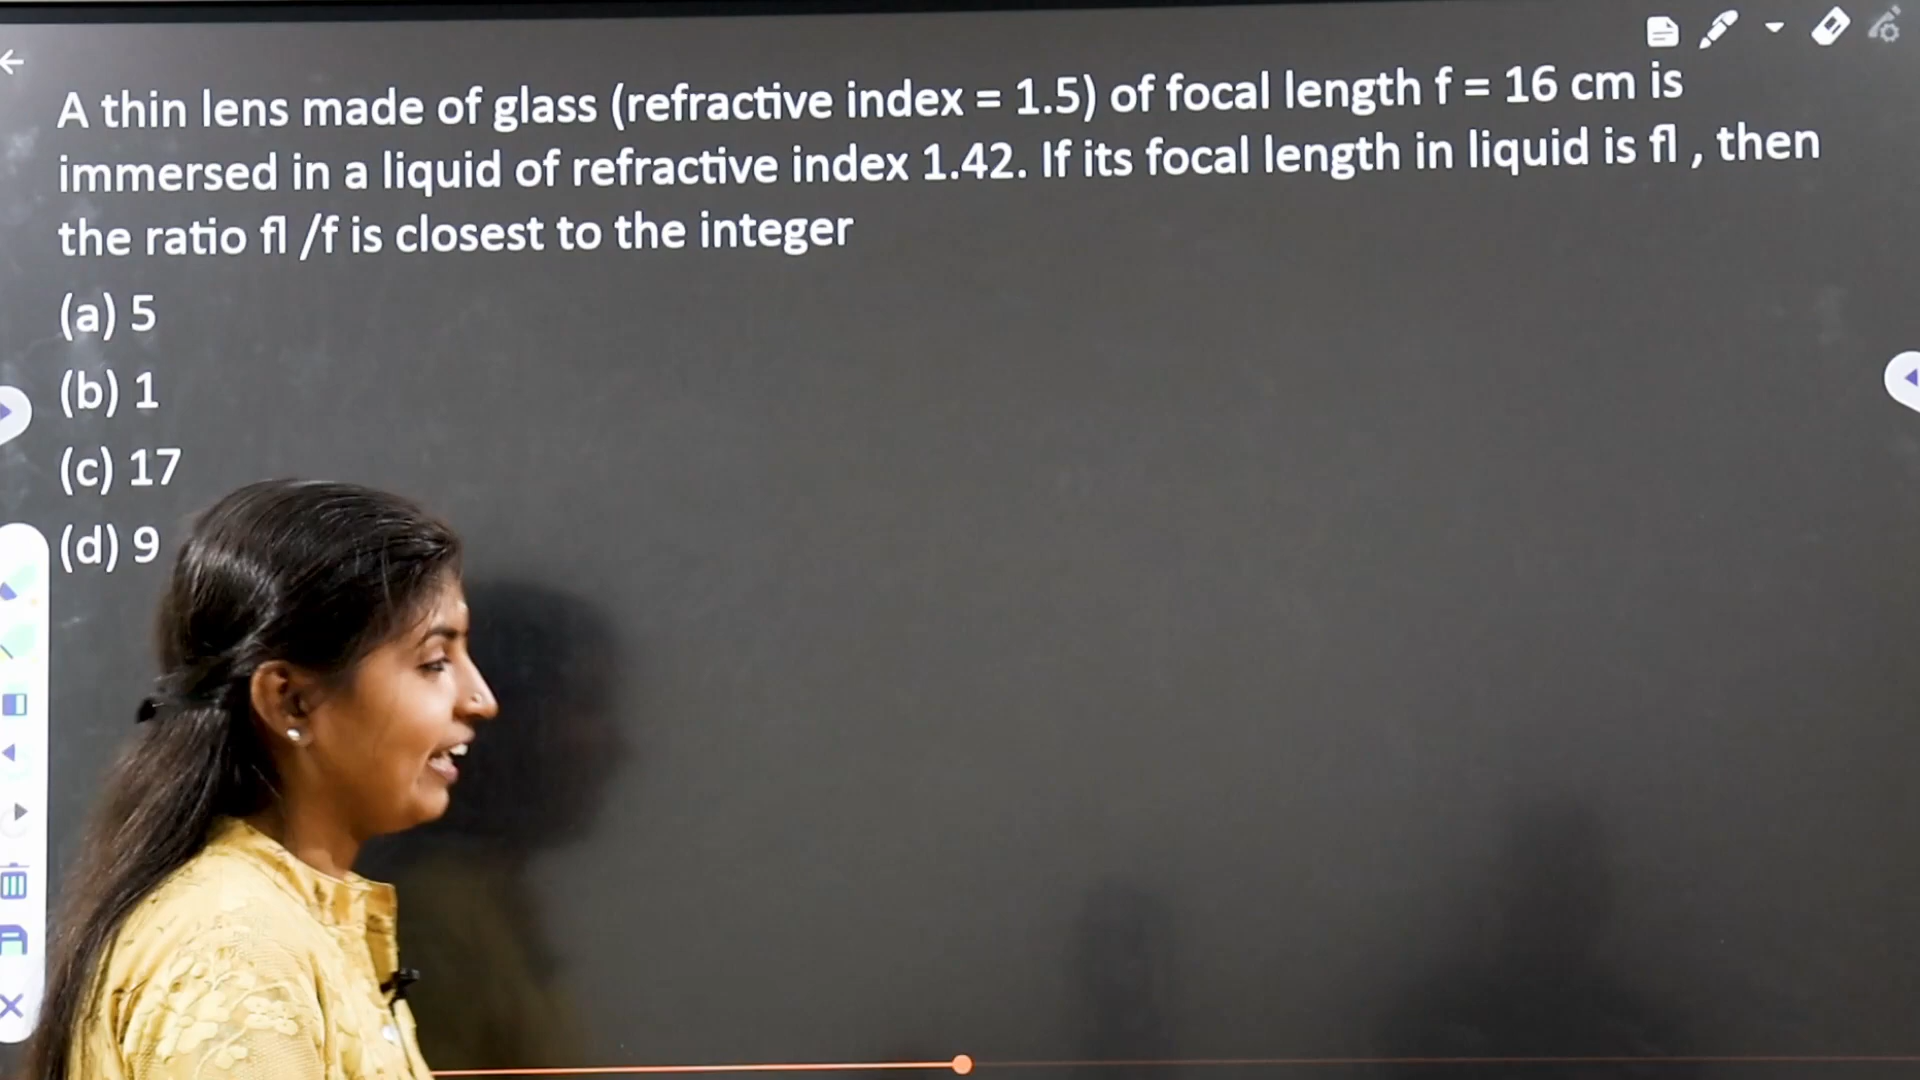 A thin lens made of glass (refractive index = 1.5) of focal length f = 16 cm is
immersed in a liquid of refractive index 1.42. If its focal length in liquid is fl , then
the ratio fl /f is closest to the integer
(a) 5
(b) 1
(c) 17
(d) 9